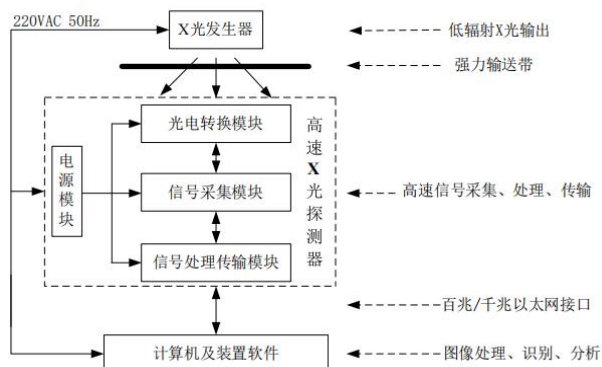 220VAC 50Hz
X光发生器
低辐射X光输出
强力输送带
光电转换模块
高速X光探测器
电源模块
信号采集模块
高速信号采集、处理、传输
信号处理传输模块
百兆/千兆以太网接口
计算机及装置软件
图像处理、识别、分析